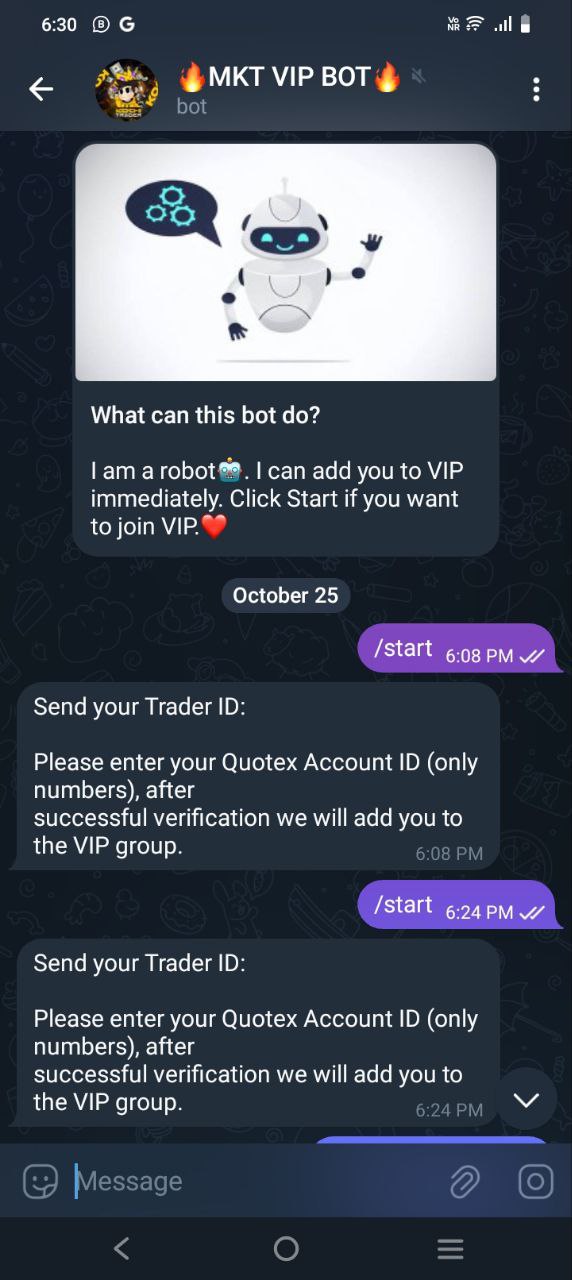 6:30
🔥MKT VIP BOT🔥
bot
What can this bot do?
I am a robot🤖. I can add you to VIP
immediately. Click Start if you want
to join VIP.❤️
October 25
/start 6:08 PM
Send your Trader ID:
Please enter your Quotex Account ID (only
numbers), after
successful verification we will add you to
the VIP group. 6:08 PM
/start 6:24 PM
Send your Trader ID:
Please enter your Quotex Account ID (only
numbers), after
successful verification we will add you to
the VIP group. 6:24 PM
Message